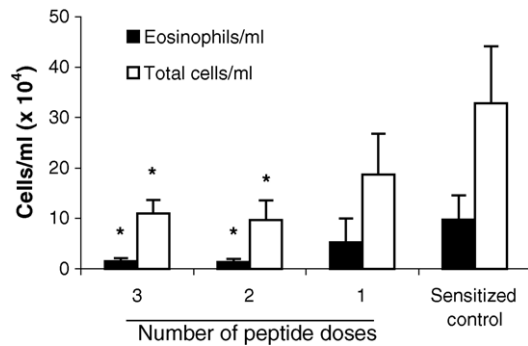 50
40
30
20
10
0
Cells/ml (x 10⁴)
Eosinophils/ml
Total cells/ml
* * * *
3 2 1 Sensitized
control
Number of peptide doses